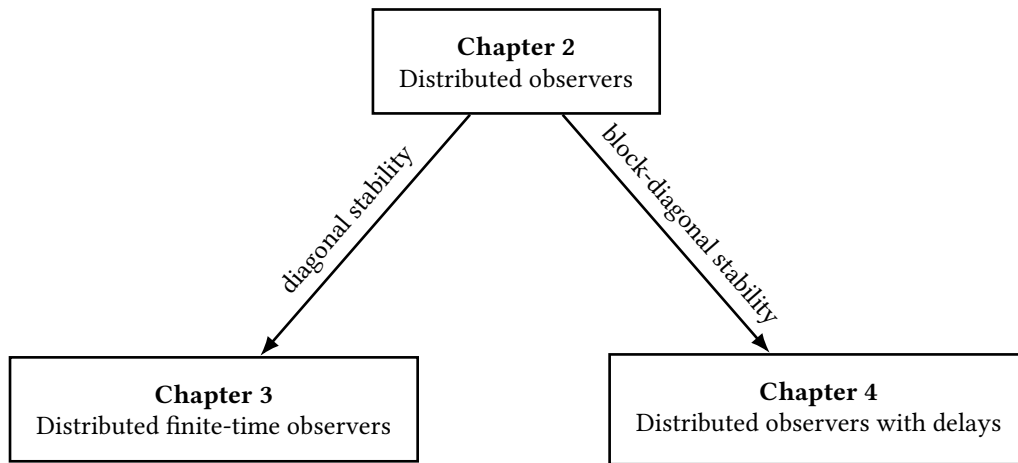 Chapter 2
Distributed observers
diagonal stability
block-diagonal stability
Chapter 3
Distributed finite-time observers
Chapter 4
Distributed observers with delays